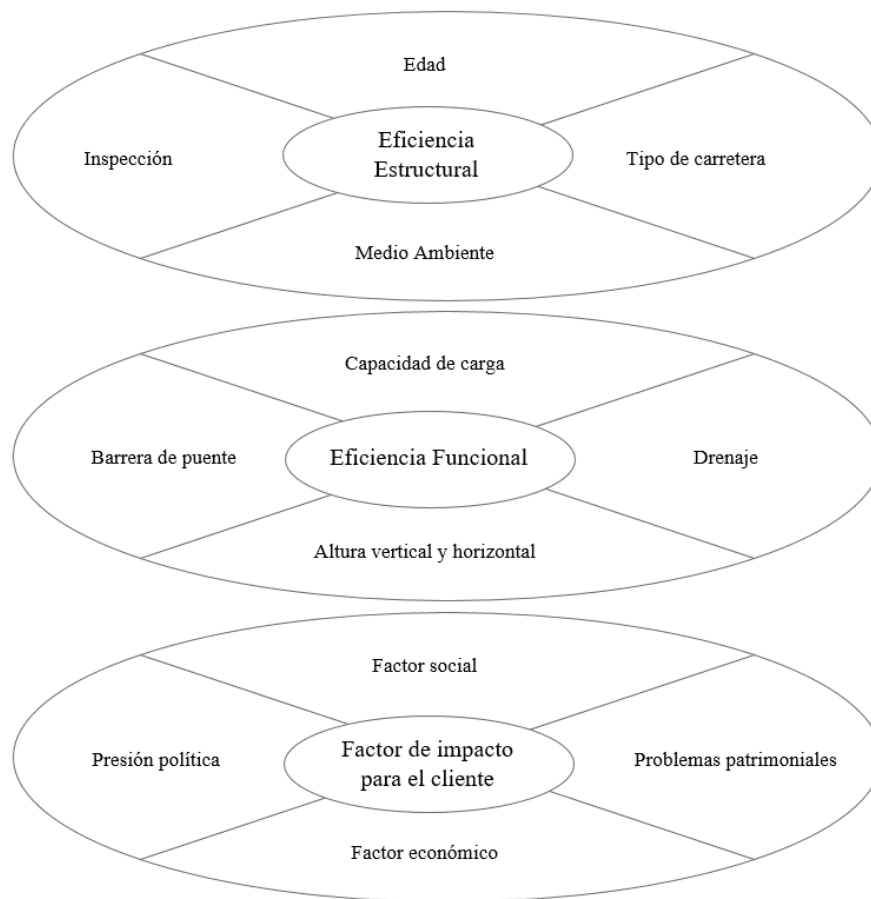 Edad
Inspección
Eficiencia
Estructural
Tipo de carretera
Medio Ambiente
Capacidad de carga
Barrera de puente
Eficiencia Funcional
Drenaje
Altura vertical y horizontal
Factor social
Presión política
Factor de impacto
para el cliente
Problemas patrimoniales
Factor económico